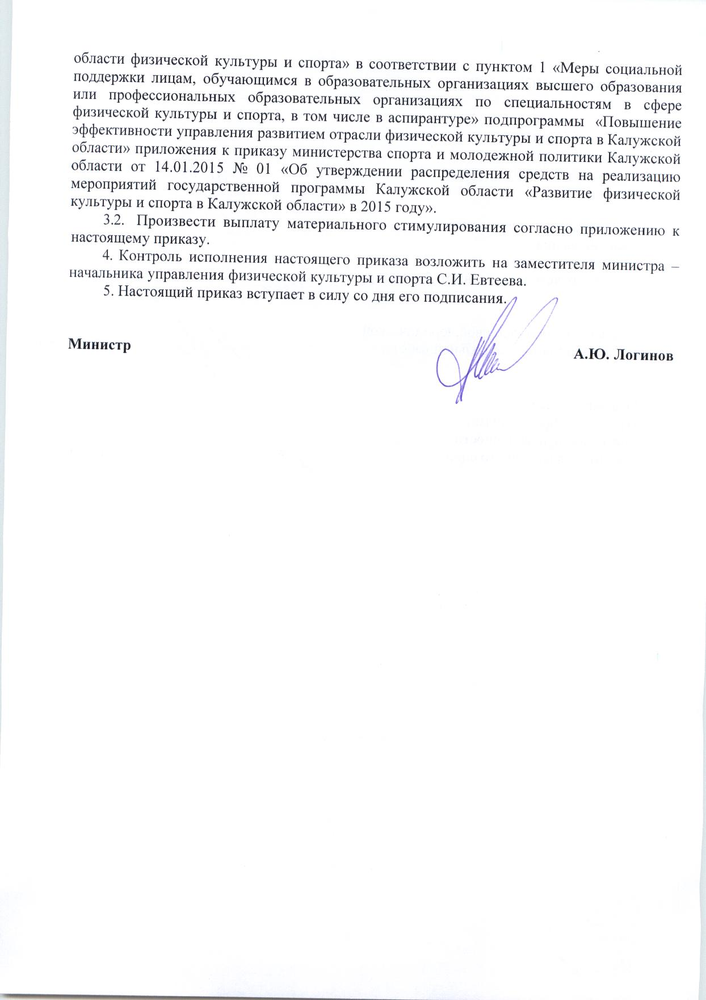 области физической культуры и спорта» в соответствии с пунктом 1 «Меры социальной
поддержки лицам, обучающимся в образовательных организациях высшего образования
или профессиональных образовательных организациях по специальностям в сфере
физической культуры и спорта, в том числе в аспирантуре» подпрограммы «Повышение
эффективности управления развитием отрасли физической культуры и спорта в Калужской
области» приложения к приказу министерства спорта и молодежной политики Калужской
области от 14.01.2015 № 01 «Об утверждении распределения средств на реализацию
мероприятий государственной программы Калужской области «Развитие физической
культуры и спорта в Калужской области» в 2015 году».
3.2. Произвести выплату материального стимулирования согласно приложению к
настоящему приказу.
4. Контроль исполнения настоящего приказа возложить на заместителя министра –
начальника управления физической культуры и спорта С.И. Евтеева.
5. Настоящий приказ вступает в силу со дня его подписания.
Министр
А.Ю. Логинов